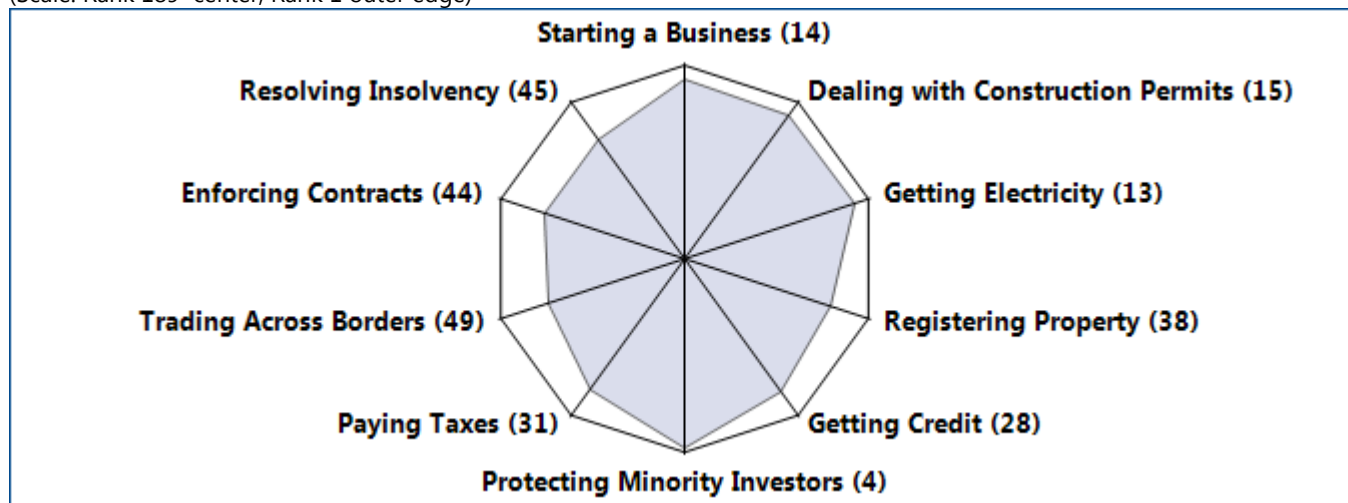 Starting a Business (14)
Resolving Insolvency (45)
Dealing with Construction Permits (15)
Enforcing Contracts (44)
Getting Electricity (13)
Trading Across Borders (49)
Registering Property (38)
Paying Taxes (31)
Getting Credit (28)
Protecting Minority Investors (4)